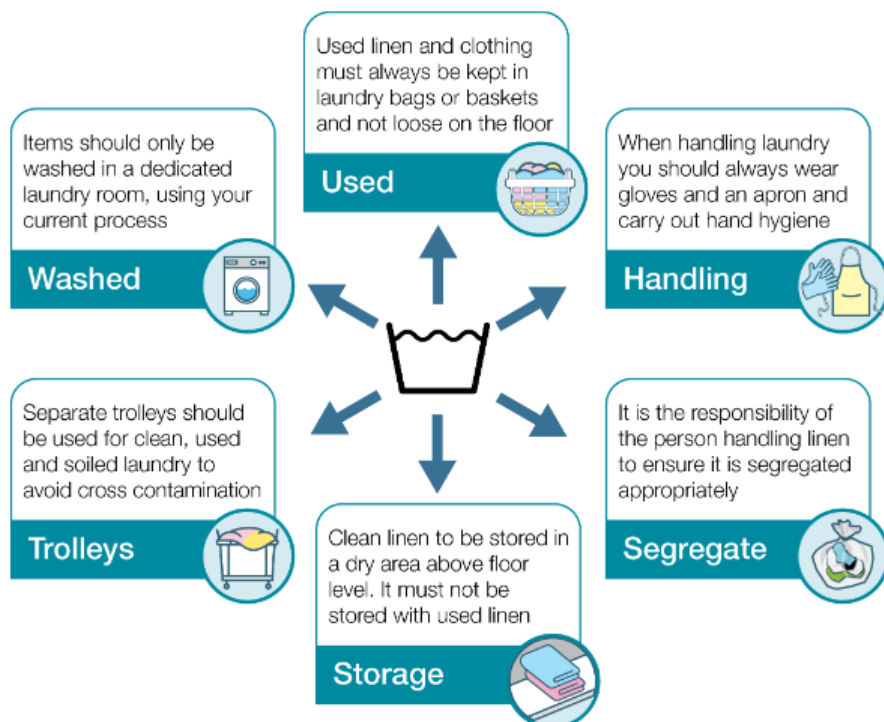 Used linen and clothing
must always be kept in
laundry bags or baskets
and not loose on the floor
Used
Items should only be
washed in a dedicated
laundry room, using your
current process
Washed
When handling laundry
you should always wear
gloves and an apron and
carry out hand hygiene
Handling
Separate trolleys should
be used for clean, used
and soiled laundry to
avoid cross contamination
Trolleys
It is the responsibility of
the person handling linen
to ensure it is segregated
appropriately
Segregate
Clean linen to be stored in
a dry area above floor
level. It must not be
stored with used linen
Storage